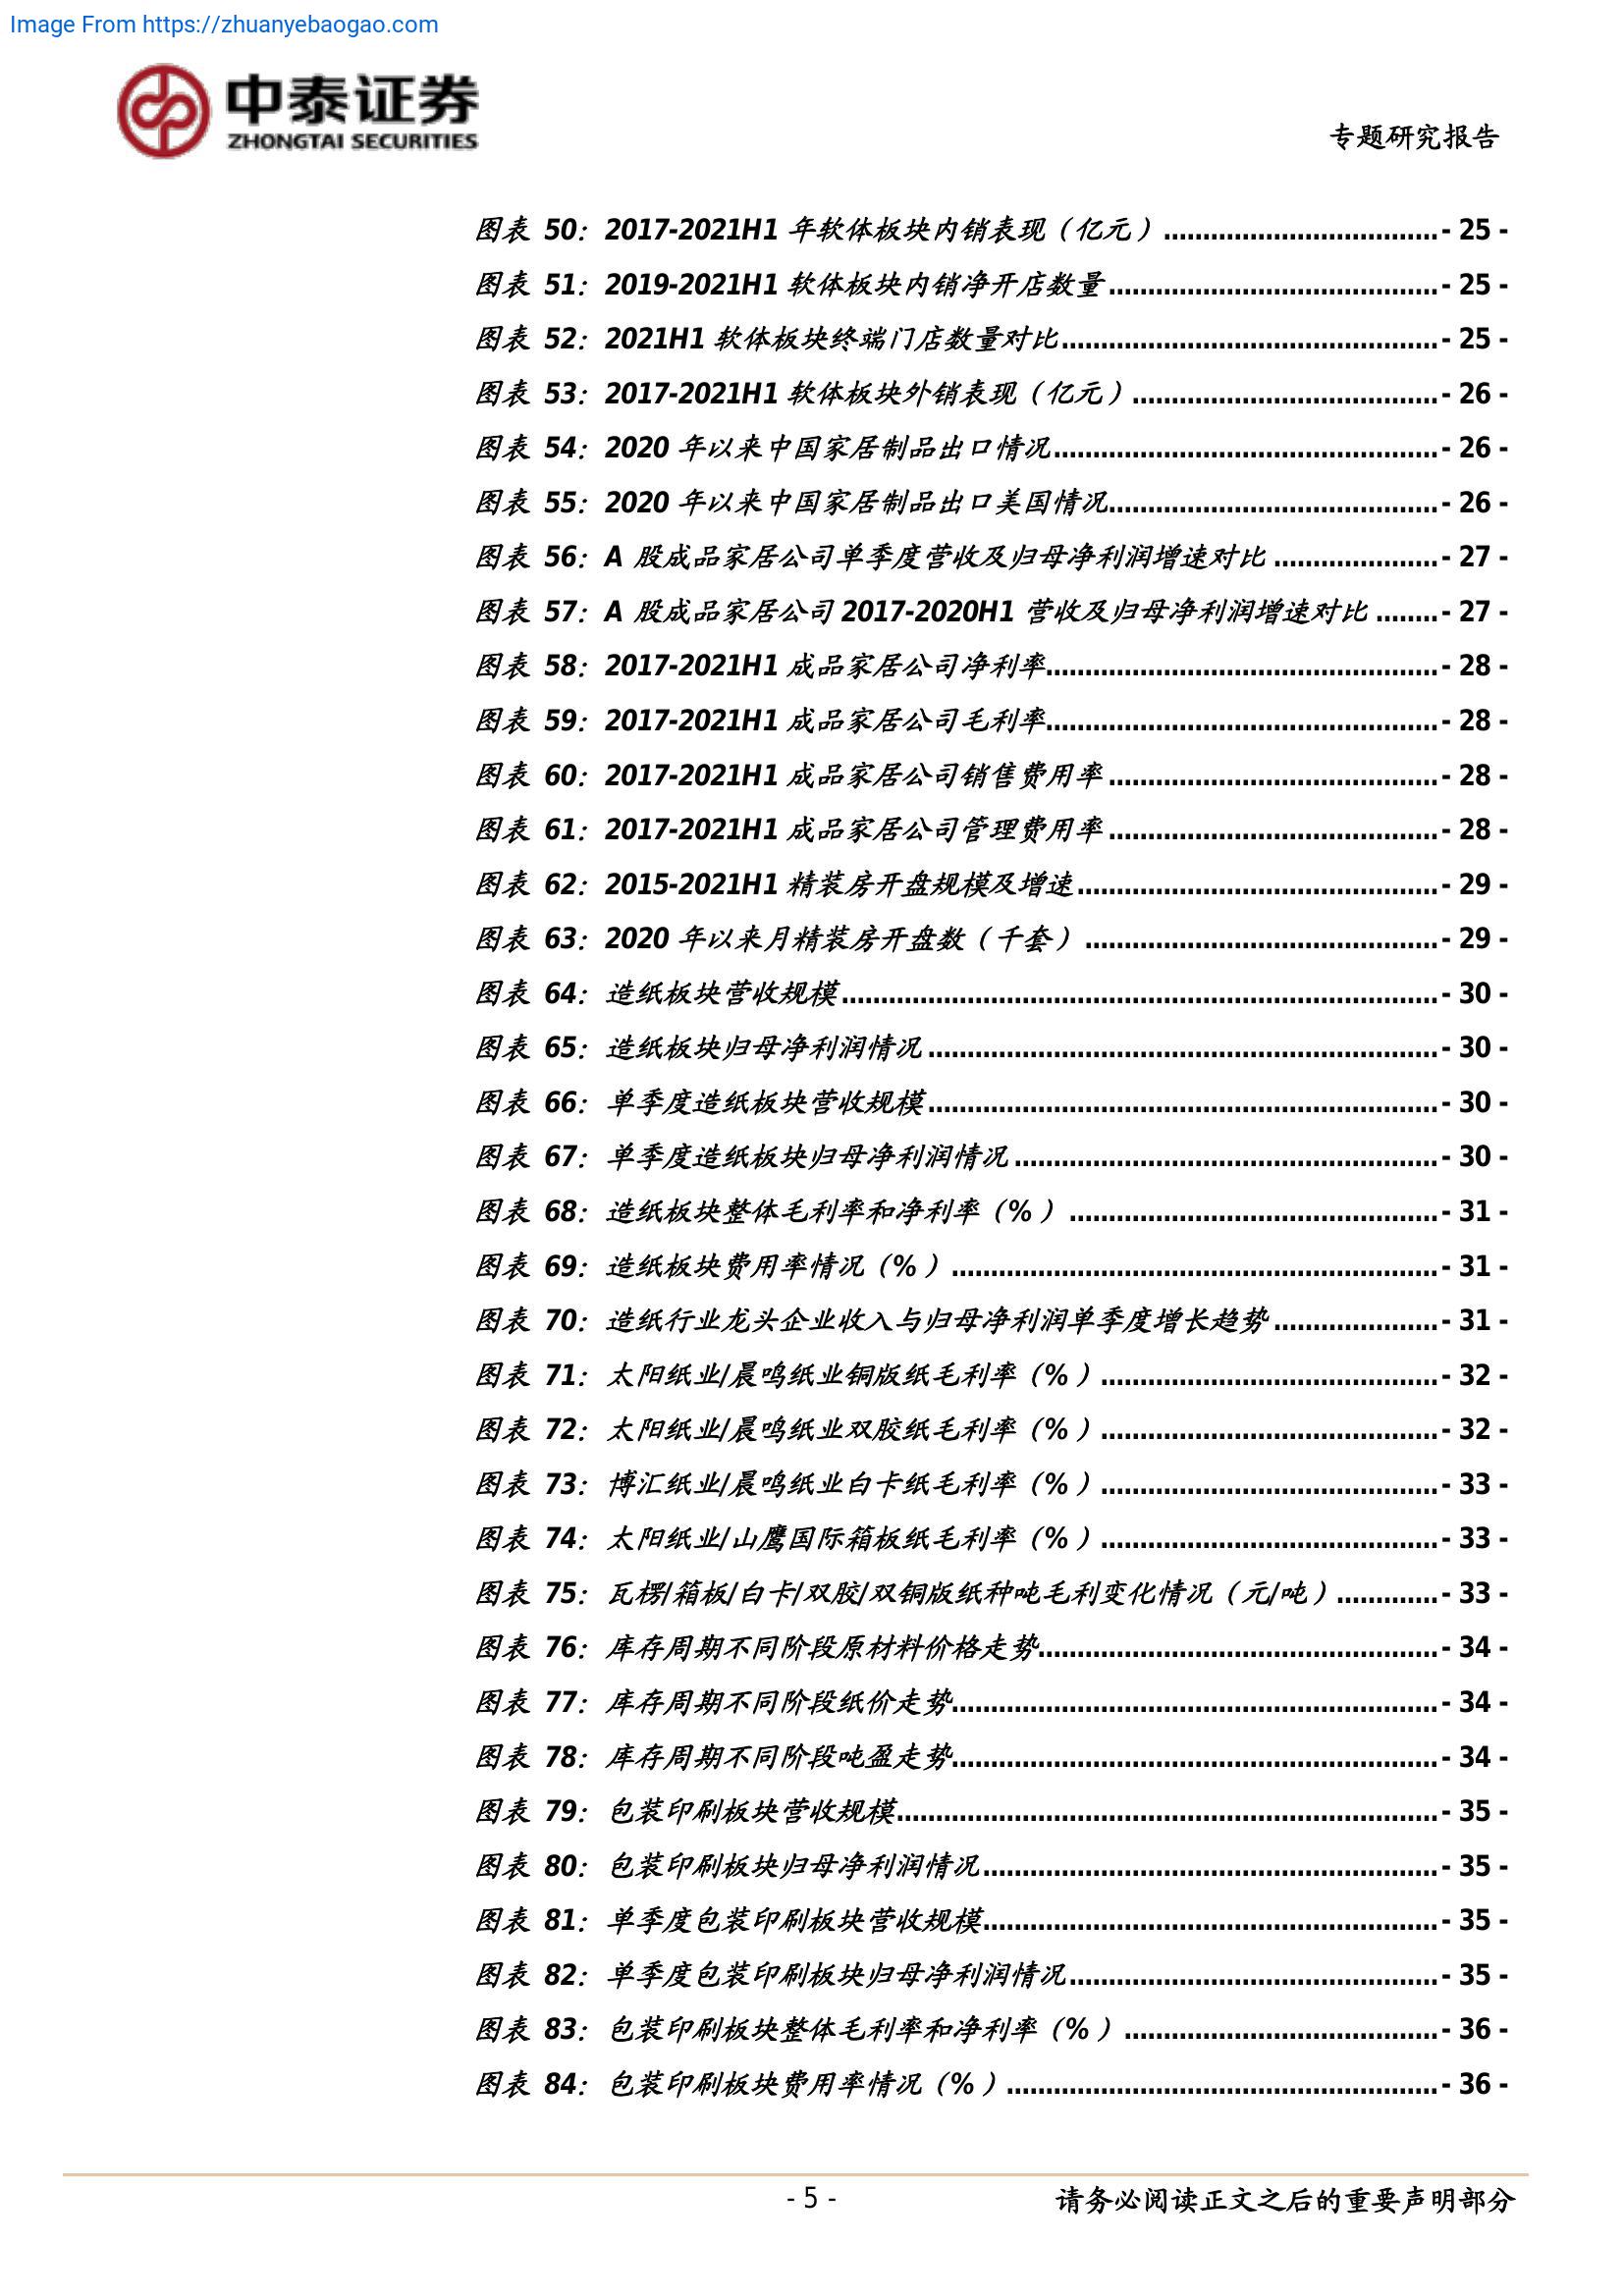 Image From https://zhuanyebaogao.com
中泰证券
ZHONGTAI SECURITIES
专题研究报告
图表 50：2017-2021H1 年软体板块内销表现（亿元）..................................- 25 -
图表 51：2019-2021H1 软体板块内销净开店数量.........................................- 25 -
图表 52：2021H1 软体板块终端门店数量对比...............................................- 25 -
图表 53：2017-2021H1 软体板块外销表现（亿元）......................................- 26 -
图表 54：2020 年以来中国家居制品出口情况................................................- 26 -
图表 55：2020 年以来中国家居制品出口美国情况.........................................- 26 -
图表 56：A 股成品家居公司单季度营收及归母净利润增速对比.....................- 27 -
图表 57：A 股成品家居公司 2017-2020H1 营收及归母净利润增速对比........- 27 -
图表 58：2017-2021H1 成品家居公司净利率.................................................- 28 -
图表 59：2017-2021H1 成品家居公司毛利率.................................................- 28 -
图表 60：2017-2021H1 成品家居公司销售费用率.........................................- 28 -
图表 61：2017-2021H1 成品家居公司管理费用率.........................................- 28 -
图表 62：2015-2021H1 精装房开盘规模及增速.............................................- 29 -
图表 63：2020 年以来月精装房开盘数（千套）............................................- 29 -
图表 64：造纸板块营收规模..........................................................................- 30 -
图表 65：造纸板块归母净利润情况...............................................................- 30 -
图表 66：单季度造纸板块营收规模...............................................................- 30 -
图表 67：单季度造纸板块归母净利润情况.....................................................- 30 -
图表 68：造纸板块整体毛利率和净利率（%）..............................................- 31 -
图表 69：造纸板块费用率情况（%）............................................................- 31 -
图表 70：造纸行业龙头企业收入与归母净利润单季度增长趋势.....................- 31 -
图表 71：太阳纸业/晨鸣纸业铜版纸毛利率（%）..........................................- 32 -
图表 72：太阳纸业/晨鸣纸业双胶纸毛利率（%）..........................................- 32 -
图表 73：博汇纸业/晨鸣纸业白卡纸毛利率（%）..........................................- 33 -
图表 74：太阳纸业/山鹰国际箱板纸毛利率（%）..........................................- 33 -
图表 75：瓦楞/箱板/白卡/双胶/双铜版纸种吨毛利变化情况（元/吨）.............- 33 -
图表 76：库存周期不同阶段原材料价格走势..................................................- 34 -
图表 77：库存周期不同阶段纸价走势............................................................- 34 -
图表 78：库存周期不同阶段吨盈走势............................................................- 34 -
图表 79：包装印刷板块营收规模...................................................................- 35 -
图表 80：包装印刷板块归母净利润情况.........................................................- 35 -
图表 81：单季度包装印刷板块营收规模.........................................................- 35 -
图表 82：单季度包装印刷板块归母净利润情况..............................................- 35 -
图表 83：包装印刷板块整体毛利率和净利率（%）.......................................- 36 -
图表 84：包装印刷板块费用率情况（%）......................................................- 36 -
- 5 -
请务必阅读正文之后的重要声明部分